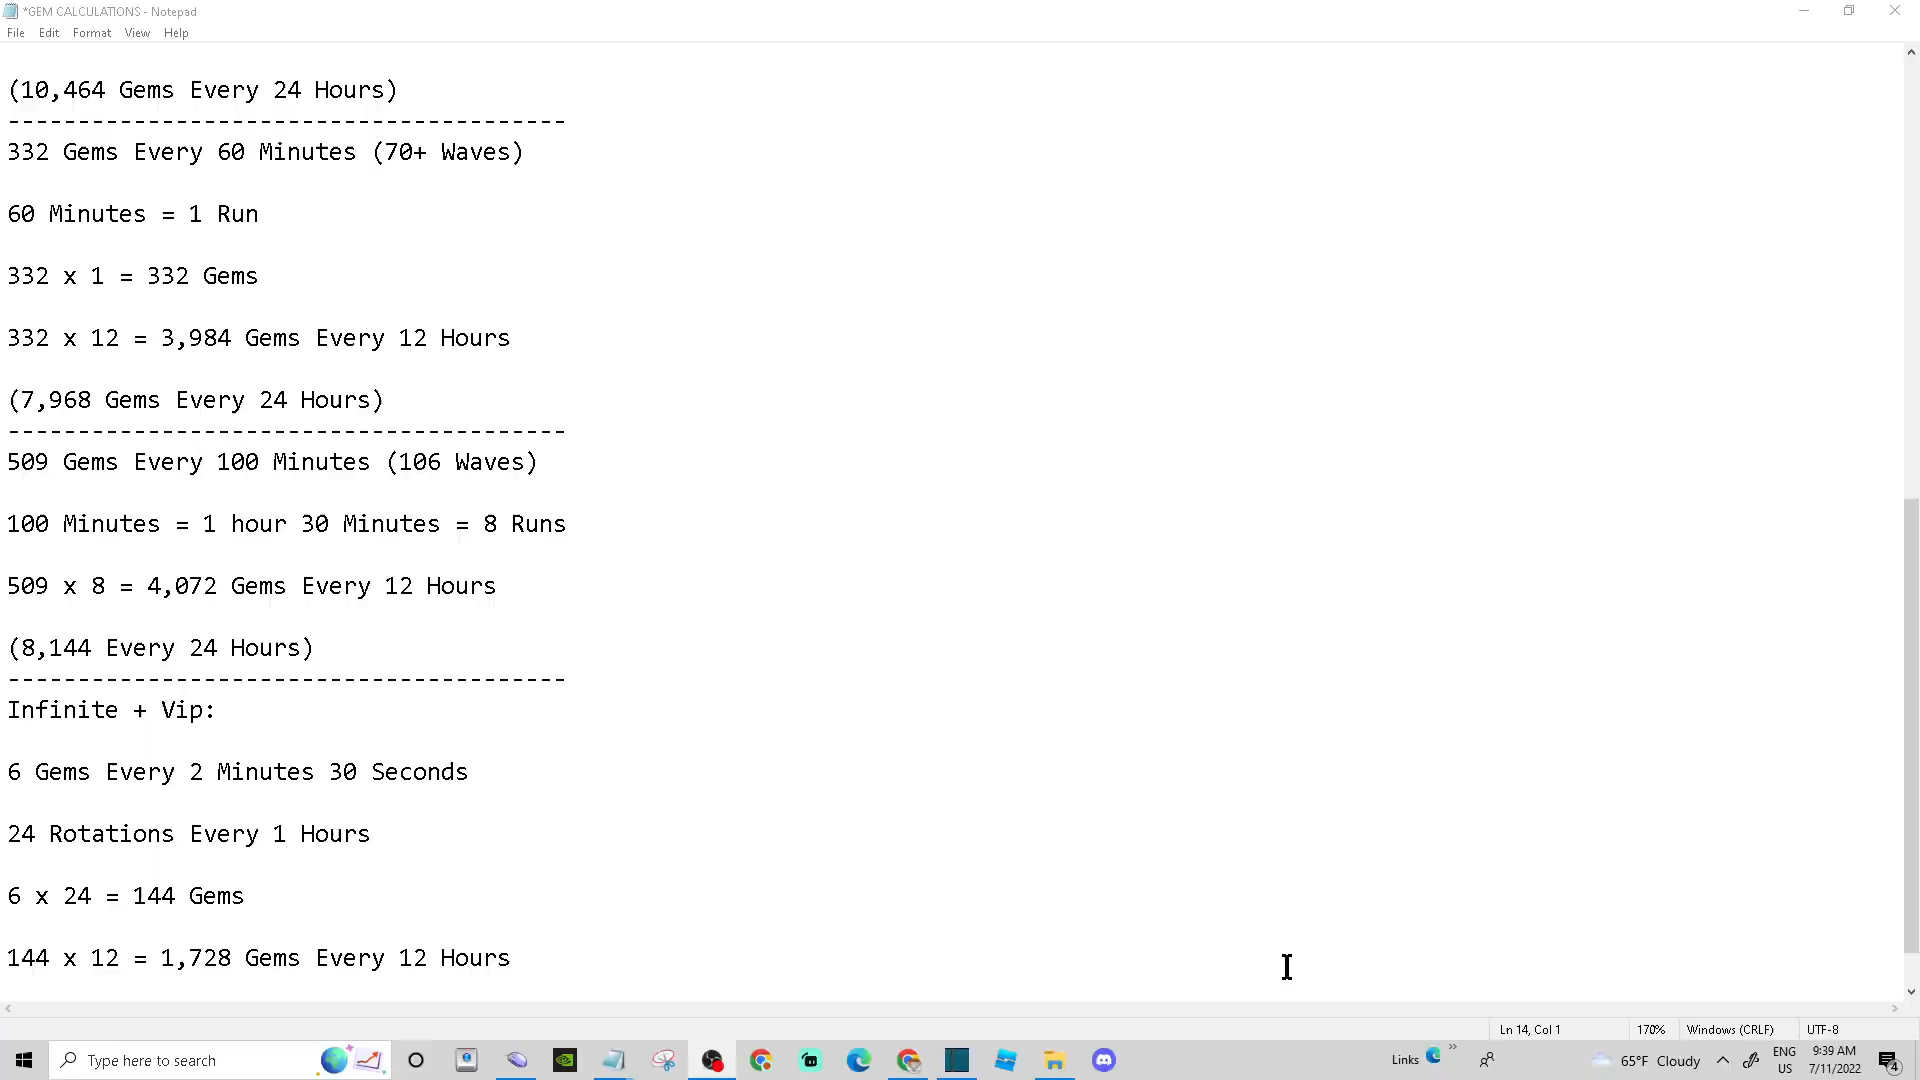 *GEM CALCULATIONS - Notepad
File Edit Format View Help
(10,464 Gems Every 24 Hours)
----------------------------------------
332 Gems Every 60 Minutes (70+ Waves)
60 Minutes = 1 Run
332 x 1 = 332 Gems
332 x 12 = 3,984 Gems Every 12 Hours
(7,968 Gems Every 24 Hours)
----------------------------------------
509 Gems Every 100 Minutes (106 Waves)
100 Minutes = 1 hour 30 Minutes = 8 Runs
509 x 8 = 4,072 Gems Every 12 Hours
(8,144 Every 24 Hours)
----------------------------------------
Infinite + Vip:
6 Gems Every 2 Minutes 30 Seconds
24 Rotations Every 1 Hours
6 x 24 = 144 Gems
144 x 12 = 1,728 Gems Every 12 Hours
Ln 14, Col 1 170% Windows (CRLF) UTF-8
Type here to search
Links
65°F Cloudy
ENG
US
9:39 AM
7/11/2022
4